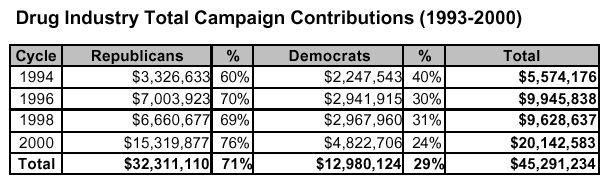 Drug Industry Total Campaign Contributions (1993-2000)
Cycle Republicans % Democrats % Total
1994 $3,326,633 60% $2,247,543 40% $5,574,176
1996 $7,003,923 70% $2,941,915 30% $9,945,838
1998 $6,660,677 69% $2,967,960 31% $9,628,637
2000 $15,319,877 76% $4,822,706 24% $20,142,583
Total $32,311,110 71% $12,980,124 29% $45,291,234